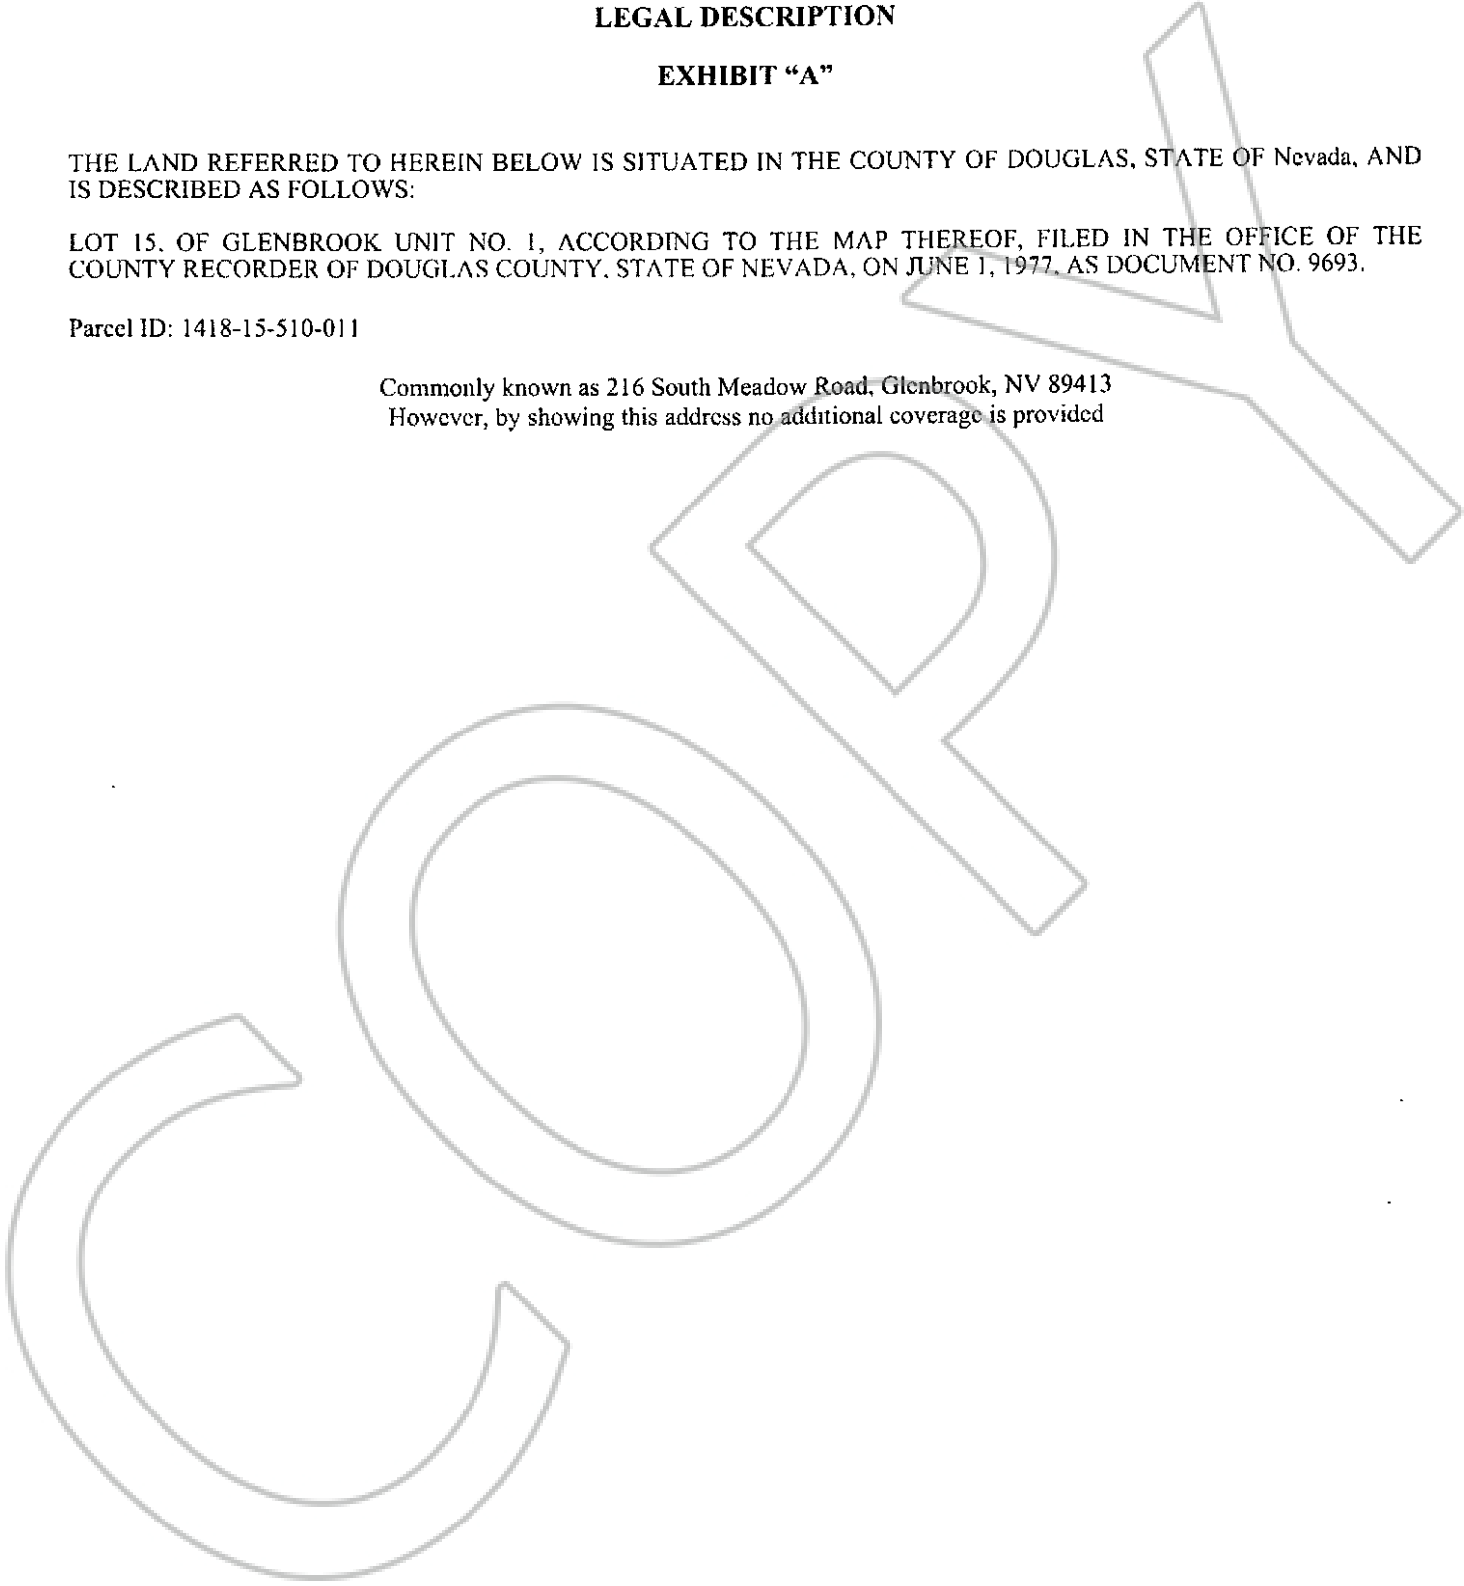 LEGAL DESCRIPTION
EXHIBIT “A”
THE LAND REFERRED TO HEREIN BELOW IS SITUATED IN THE COUNTY OF DOUGLAS, STATE OF Nevada, AND
IS DESCRIBED AS FOLLOWS:
LOT 15, OF GLENBROOK UNIT NO. 1, ACCORDING TO THE MAP THEREOF, FILED IN THE OFFICE OF THE
COUNTY RECORDER OF DOUGLAS COUNTY, STATE OF NEVADA, ON JUNE 1, 1977, AS DOCUMENT NO. 9693.
Parcel ID: 1418-15-510-011
Commonly known as 216 South Meadow Road, Glenbrook, NV 89413
However, by showing this address no additional coverage is provided
COPY